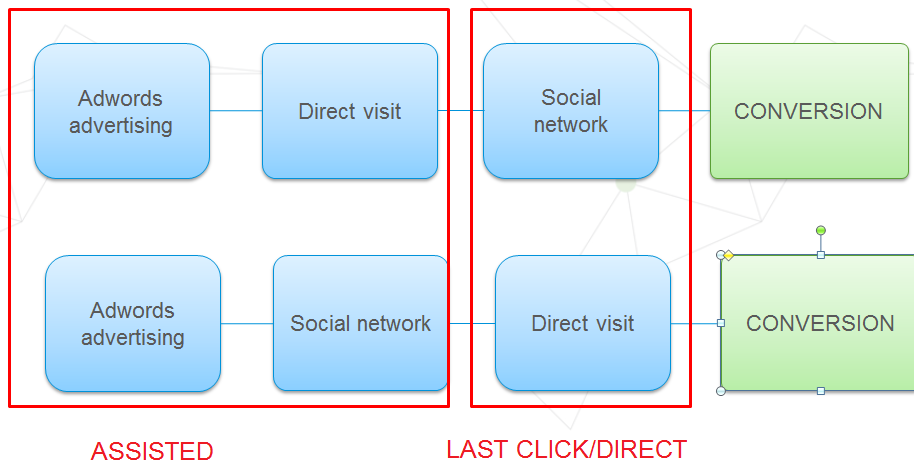 Adwords
advertising
Direct visit
Social
network
CONVERSION
Adwords
advertising
Social network
Direct visit
CONVERSION
ASSISTED
LAST CLICK/DIRECT